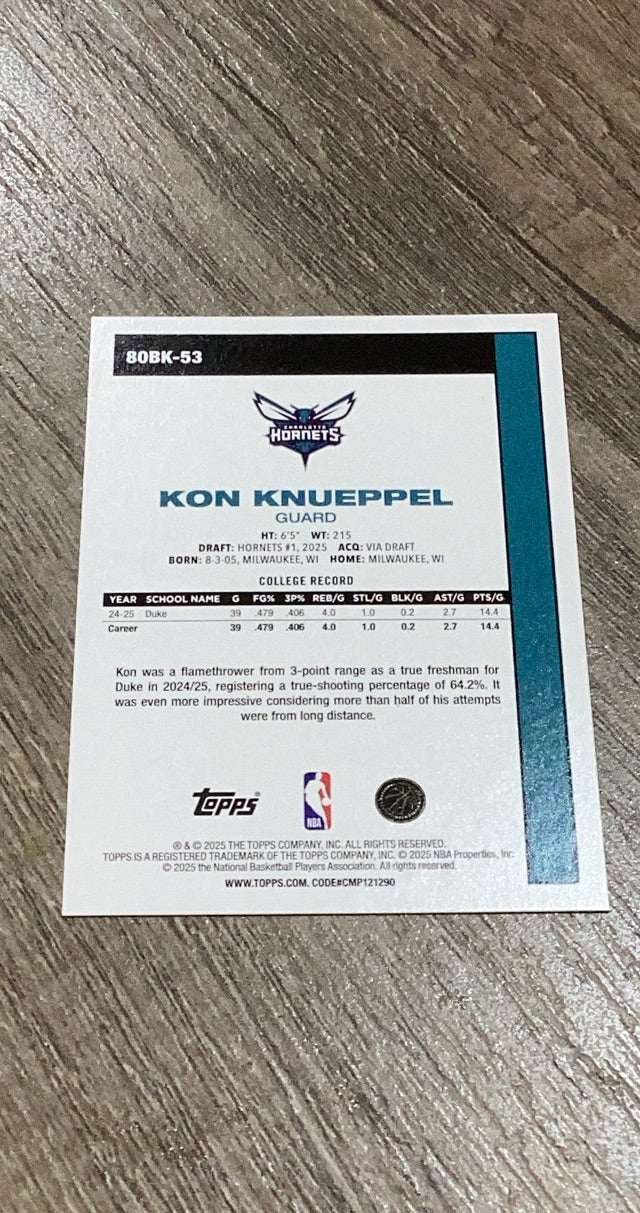 80BK-53
CHARLOTTE
HORNETS
KON KNUEPPEL
GUARD
HT: 6'5" WT: 215
DRAFT: HORNETS #1, 2025 ACQ: VIA DRAFT
BORN: 8-3-05, MILWAUKEE, WI HOME: MILWAUKEE, WI
COLLEGE RECORD
YEAR SCHOOL NAME G FG% 3P% REB/G STL/G BLK/G AST/G PTS/G
24-25 Duke 39 .479 .406 4.0 1.0 0.2 2.7 14.4
Career 39 .479 .406 4.0 1.0 0.2 2.7 14.4
Kon was a flamethrower from 3-point range as a true freshman for
Duke in 2024/25, registering a true-shooting percentage of 64.2%. It
was even more impressive considering more than half of his attempts
were from long distance.
Topps® NBA
® & © 2025 THE TOPPS COMPANY, INC. ALL RIGHTS RESERVED.
TOPPS IS A REGISTERED TRADEMARK OF THE TOPPS COMPANY, INC. © 2025 NBA Properties, Inc.
© 2025 the National Basketball Players Association. All rights reserved.
WWW.TOPPS.COM. CODE#CMP121290